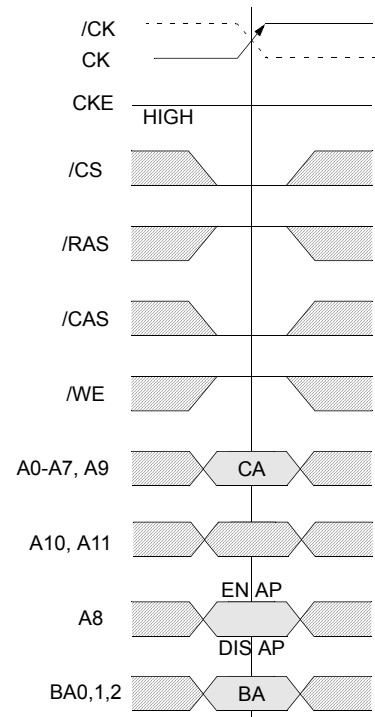 /CK
CK
CKE
HIGH
/CS
/RAS
/CAS
/WE
A0-A7, A9
CA
A10, A11
EN AP
A8
DIS AP
BA0,1,2
BA